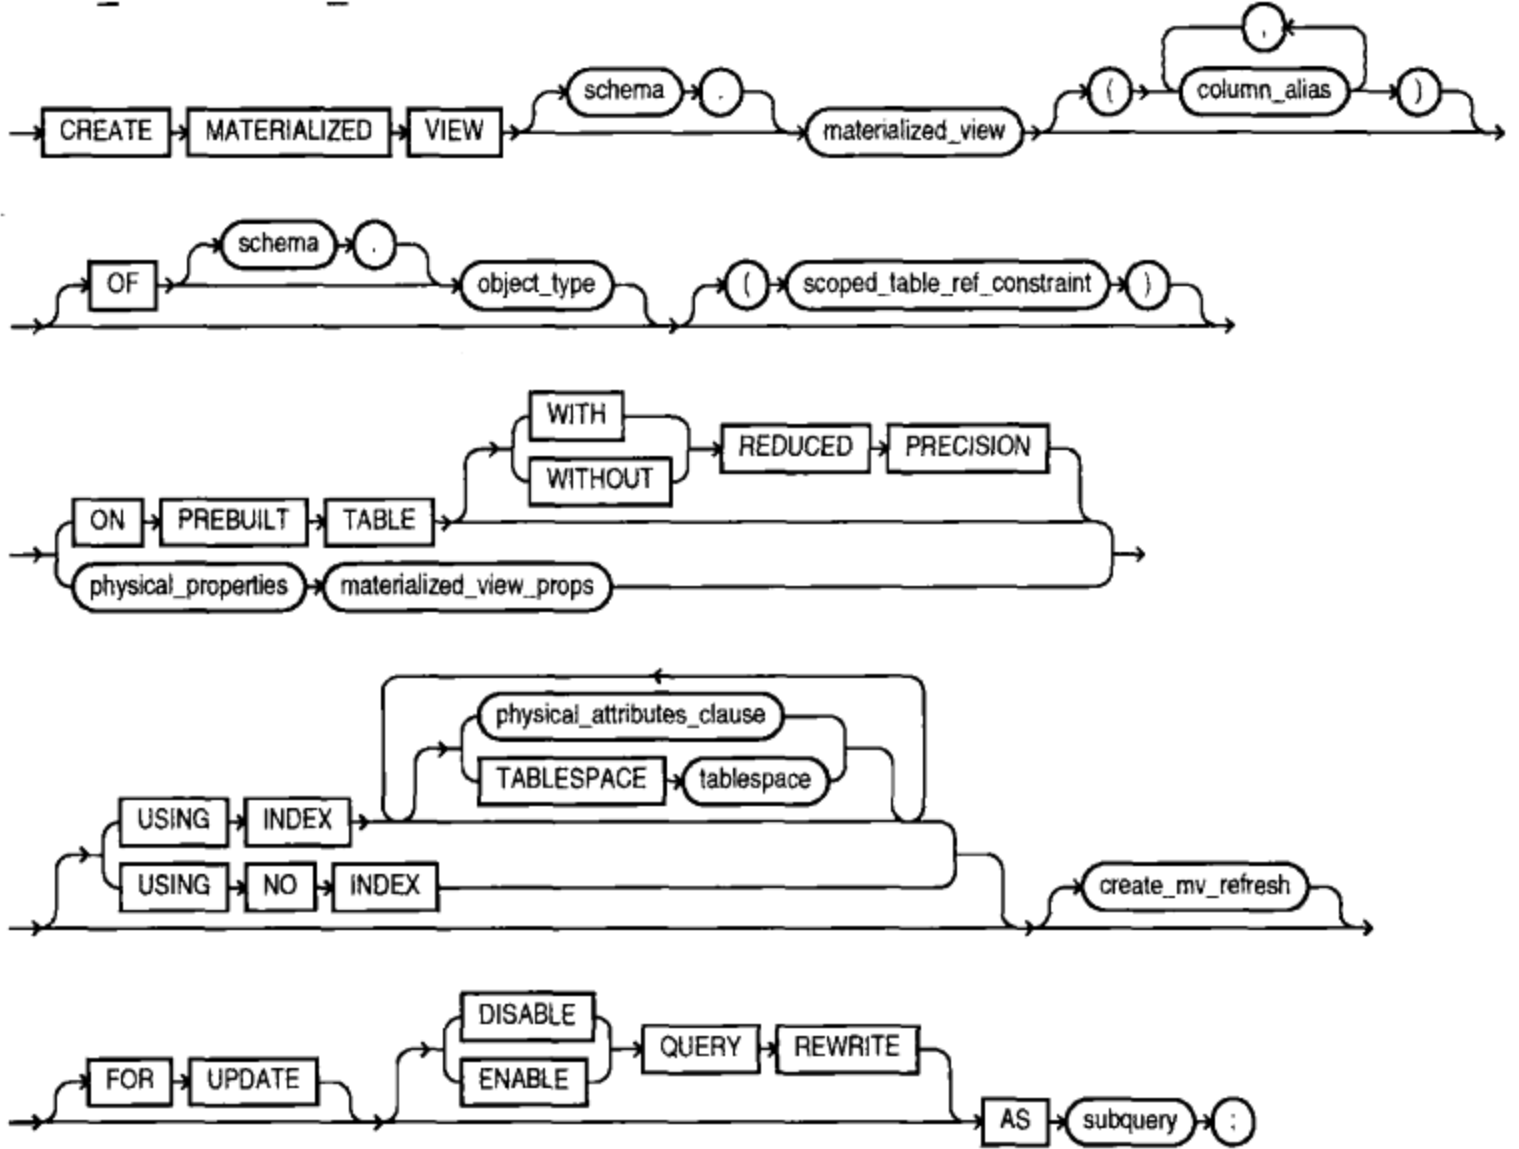 ,
schema . ( column_alias )
CREATE MATERIALIZED VIEW materialized_view
schema .
OF object_type ( scoped_table_ref_constraint )
WITH
REDUCED PRECISION
WITHOUT
ON PREBUILT TABLE
physical_properties materialized_view_props
physical_attributes_clause
TABLESPACE tablespace
USING INDEX
USING NO INDEX create_mv_refresh
DISABLE
QUERY REWRITE
FOR UPDATE ENABLE
AS subquery ;